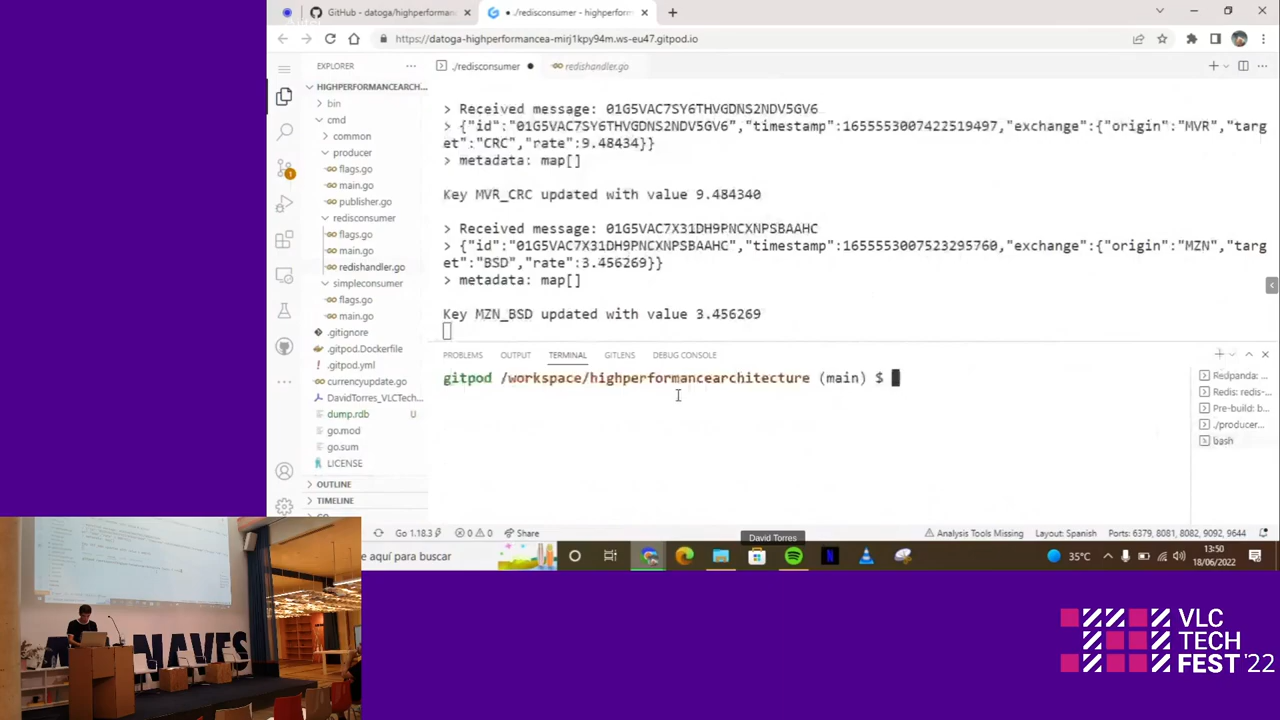 GitHub - datoga/highperforman
./redisconsumer - highperform
https://datoga-highperformancea-mirj1kpy94m.ws-eu47.gitpod.io
EXPLORER
./redisconsumer
redishandler.go
HIGHPERFORMANCEARCH...
bin
cmd
common
producer
flags.go
main.go
publisher.go
redisconsumer
flags.go
main.go
redishandler.go
simpleconsumer
flags.go
main.go
.gitignore
.gitpod.Dockerfile
.gitpod.yml
currencyupdate.go
DavidTorres_VLCTech...
dump.rdb U
go.mod
go.sum
LICENSE
OUTLINE
TIMELINE
> Received message: 01G5VAC7SY6THVGDNS2NDV5GV6
> {"id":"01G5VAC7SY6THVGDNS2NDV5GV6","timestamp":1655553007422519497,"exchange":{"origin":"MVR","targ
et":"CRC","rate":9.48434}}
> metadata: map[]
Key MVR_CRC updated with value 9.484340
> Received message: 01G5VAC7X31DH9PNCXNPSBAAHC
> {"id":"01G5VAC7X31DH9PNCXNPSBAAHC","timestamp":1655553007523295760,"exchange":{"origin":"MZN","targ
et":"BSD","rate":3.456269}}
> metadata: map[]
Key MZN_BSD updated with value 3.456269
PROBLEMS OUTPUT TERMINAL GITLENS DEBUG CONSOLE
gitpod /workspace/highperformancearchitecture (main) $
Redpanda:
Redis: redis-...
Pre-build: b...
./producer...
bash
Go 1.18.3 0 0 Share
Analysis Tools Missing Layout: Spanish Ports: 6379, 8081, 8082, 9092, 9644
David Torres
e aquí para buscar
35°C
13:50
18/06/2022
NAVES
VLC
TECH
FEST '22